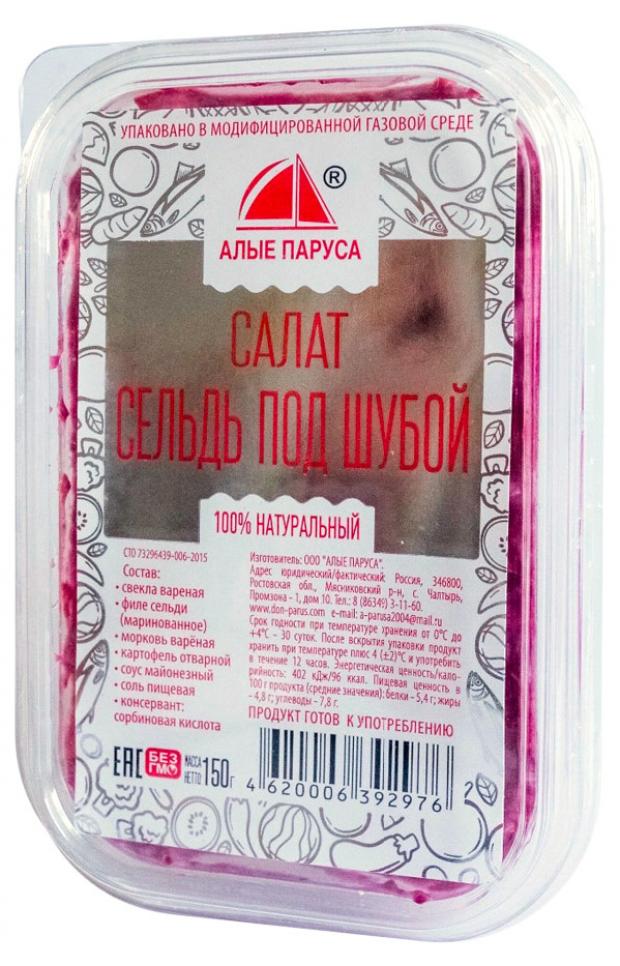 УПАКОВАНО В МОДИФИЦИРОВАННОЙ ГАЗОВОЙ СРЕДЕ
®
АЛЫЕ ПАРУСА
САЛАТ
СЕЛЬДЬ ПОД ШУБОЙ
100% НАТУРАЛЬНЫЙ
СТО 73296439-006-2015
Состав:
• свекла вареная
• филе сельди
(маринованное)
• морковь варёная
• картофель отварной
• соус майонезный
• соль пищевая
• консервант:
сорбиновая кислота
Изготовитель: ООО "АЛЫЕ ПАРУСА".
Адрес юридический/фактический: Россия, 346800,
Ростовская обл., Мясниковский р-н, с. Чалтырь,
Промзона - 1, дом 10. Тел.: 8 (86349) 3-11-60.
www.don-parus.com e-mail: a-parusa2004@mail.ru
Срок годности при температуре хранения от 0°С до
+4°С – 30 суток. После вскрытия упаковки продукт
хранить при температуре плюс 4 (±2)°С и употребить
в течение 12 часов. Энергетическая ценность/кало-
рийность: 402 кДж/96 ккал. Пищевая ценность в
100 г продукта (средние значения): белки – 5,4 г; жиры
- 4,8 г; углеводы – 7,8 г.
ПРОДУКТ ГОТОВ К УПОТРЕБЛЕНИЮ
EAC
БЕЗ
ГМО
МАССА
НЕТТО
150г
4 620006 392976